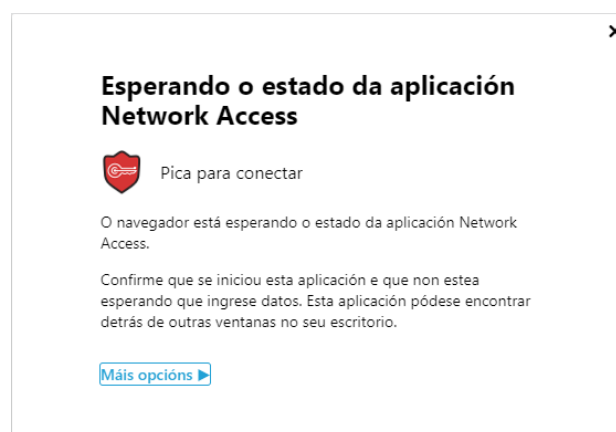 Esperando o estado da aplicación
Network Access
Pica para conectar
O navegador está esperando o estado da aplicación Network
Access.
Confirme que se iniciou esta aplicación e que non estea
esperando que ingrese datos. Esta aplicación pódese encontrar
detrás de outras ventanas no seu escritorio.
Máis opcións ▶